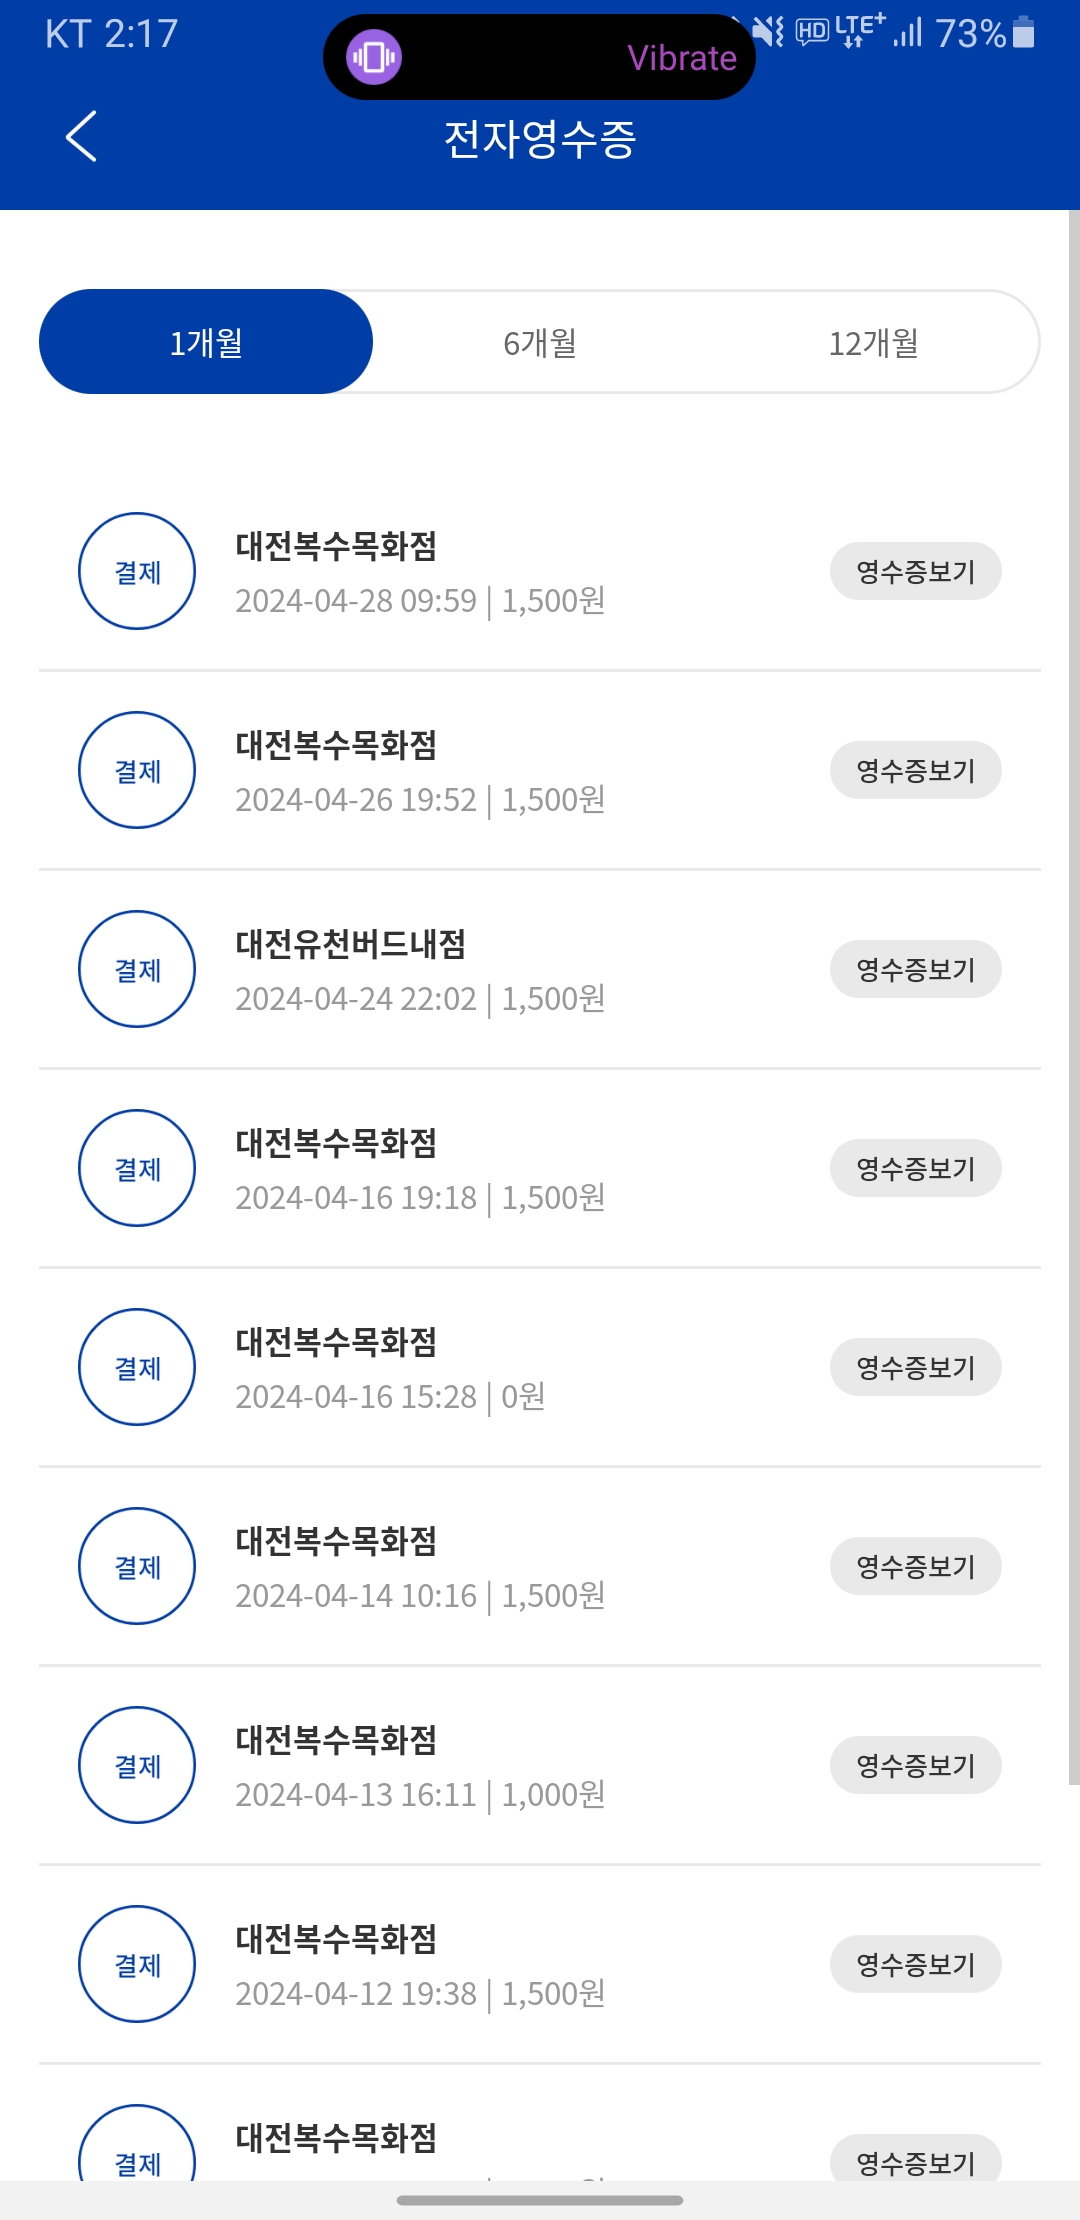 KT 2:17
Vibrate
HD LTE+ 73%
전자영수증
1개월 6개월 12개월
결제
대전복수목화점
2024-04-28 09:59 | 1,500원
영수증보기
결제
대전복수목화점
2024-04-26 19:52 | 1,500원
영수증보기
결제
대전유천버드내점
2024-04-24 22:02 | 1,500원
영수증보기
결제
대전복수목화점
2024-04-16 19:18 | 1,500원
영수증보기
결제
대전복수목화점
2024-04-16 15:28 | 0원
영수증보기
결제
대전복수목화점
2024-04-14 10:16 | 1,500원
영수증보기
결제
대전복수목화점
2024-04-13 16:11 | 1,000원
영수증보기
결제
대전복수목화점
2024-04-12 19:38 | 1,500원
영수증보기
결제
대전복수목화점
영수증보기